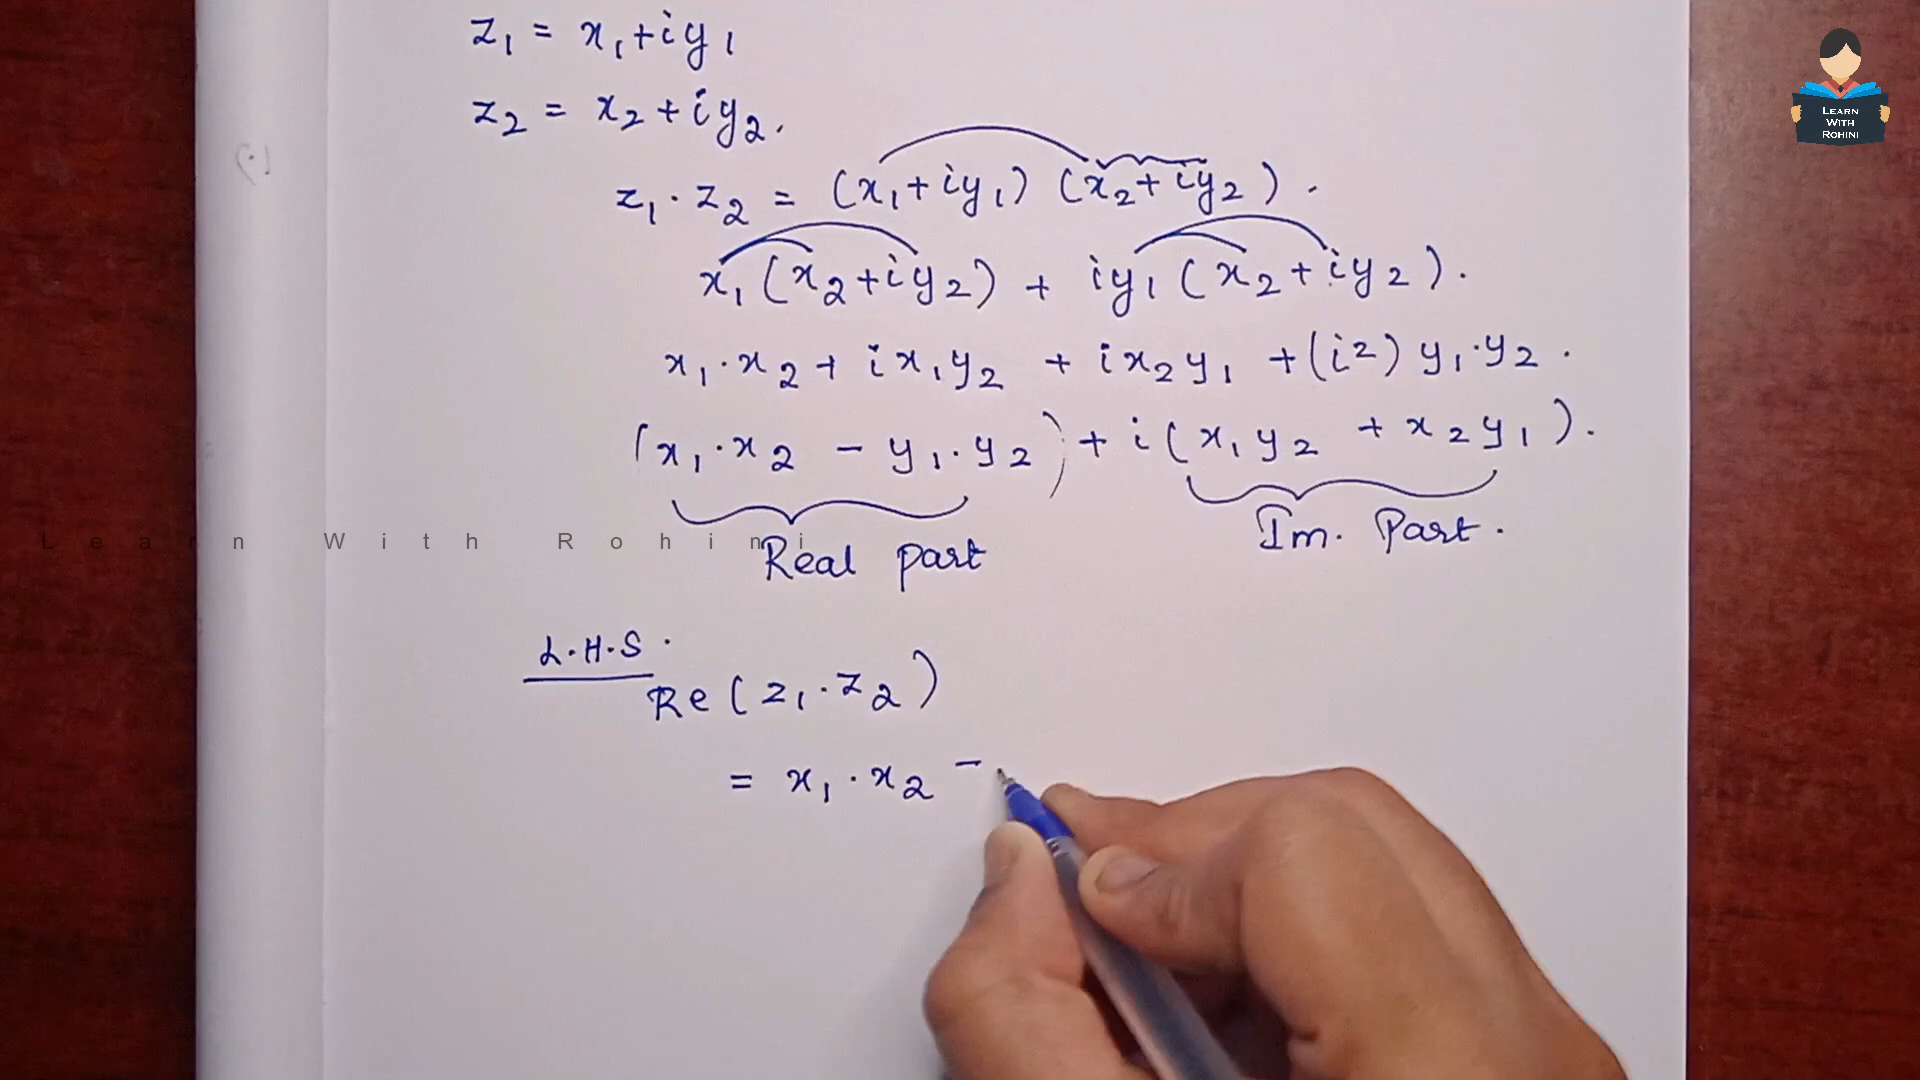 z₁ = x₁+iy₁
z₂ = x₂+iy₂.
z₁·z₂ = (x₁+iy₁) (x₂+iy₂).
x₁(x₂+iy₂) + iy₁(x₂+iy₂).
x₁·x₂+ ix₁y₂ + ix₂y₁ +(i²) y₁·y₂.
(x₁·x₂ - y₁·y₂) + i(x₁y₂ + x₂y₁).
Real part
Im. Part.
L.H.S.
Re(z₁·z₂)
= x₁·x₂ -
Learn With Rohini
LEARN
WITH
ROHINI